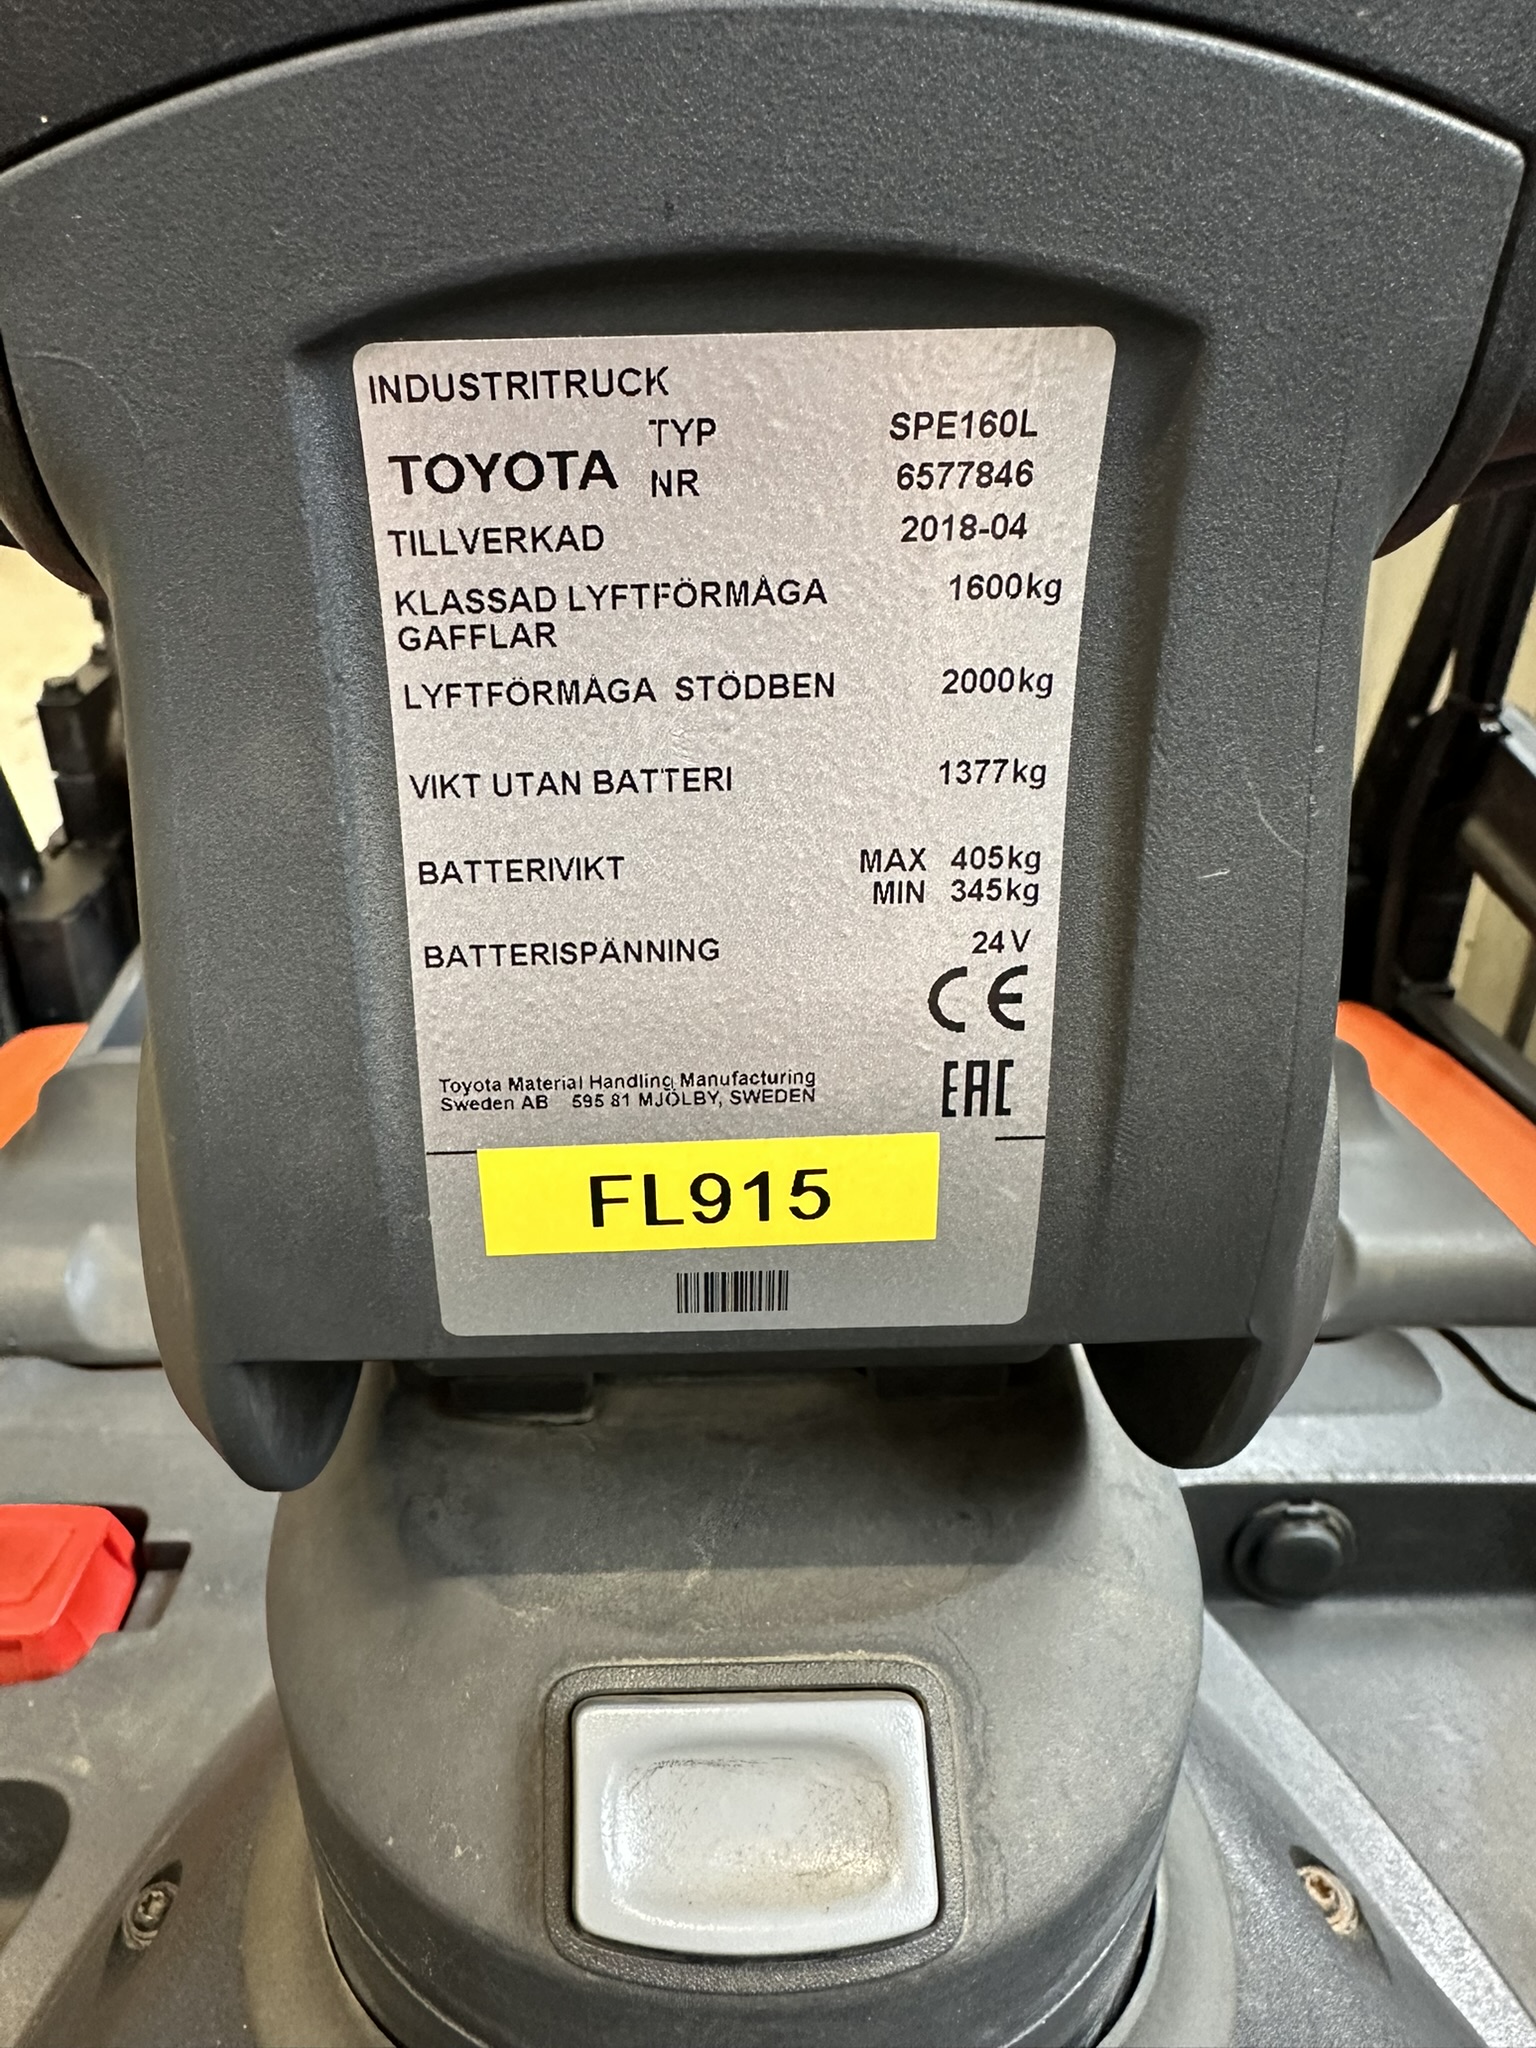 INDUSTRITRUCK
TYP SPE160L
TOYOTA NR 6577846
TILLVERKAD 2018-04
KLASSAD LYFTFÖRMÅGA 1600kg
GAFFLAR
LYFTFÖRMÅGA STÖDBEN 2000kg
VIKT UTAN BATTERI 1377kg
BATTERIVIKT MAX 405kg
MIN 345kg
BATTERISPÄNNING 24V
CE
Toyota Material Handling Manufacturing
Sweden AB 595 81 MJÖLBY, SWEDEN
EAC
FL915